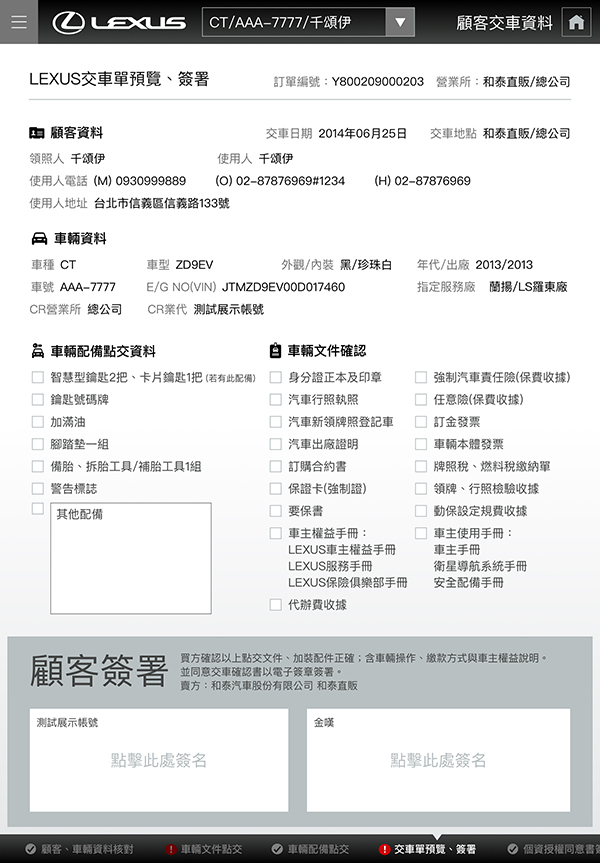 LEXUS CT/AAA-7777/千頌伊 ▼ 顧客交車資料
LEXUS交車單預覽、簽署 訂單編號：Y800209000203 營業所：和泰直販/總公司
顧客資料 交車日期 2014年06月25日 交車地點 和泰直販/總公司
領照人 千頌伊 使用人 千頌伊
使用人電話 (M) 0930999889 (O) 02-87876969#1234 (H) 02-87876969
使用人地址 台北市信義區信義路133號
車輛資料
車種 CT 車型 ZD9EV 外觀/內裝 黑/珍珠白 年代/出廠 2013/2013
車號 AAA-7777 E/G NO(VIN) JTMZD9EV00D017460 指定服務廠 蘭揚/LS羅東廠
CR營業所 總公司 CR業代 測試展示帳號
車輛配備點交資料
智慧型鑰匙2把、卡片鑰匙1把 (若有此配備)
鑰匙號碼牌
加滿油
腳踏墊一組
備胎、拆胎工具/補胎工具1組
警告標誌
其他配備
車輛文件確認
身分證正本及印章
汽車行照執照
汽車新領牌照登記車
汽車出廠證明
訂購合約書
保證卡(強制證)
要保書
車主權益手冊：
LEXUS車主權益手冊
LEXUS服務手冊
LEXUS保險俱樂部手冊
代辦費收據
強制汽車責任險(保費收據)
任意險(保費收據)
訂金發票
車輛本體發票
牌照稅、燃料稅繳納單
領牌、行照檢驗收據
動保設定規費收據
車主使用手冊：
車主手冊
衛星導航系統手冊
安全配備手冊
顧客簽署
買方確認以上點交文件、加裝配件正確；含車輛操作、繳款方式與車主權益說明。
並同意交車確認書以電子簽章簽署。
賣方：和泰汽車股份有限公司 和泰直販
測試展示帳號
點擊此處簽名
金嘆
點擊此處簽名
顧客、車輛資料核對 車輛文件點交 車輛配備點交 交車單預覽、簽署 個資授權同意書